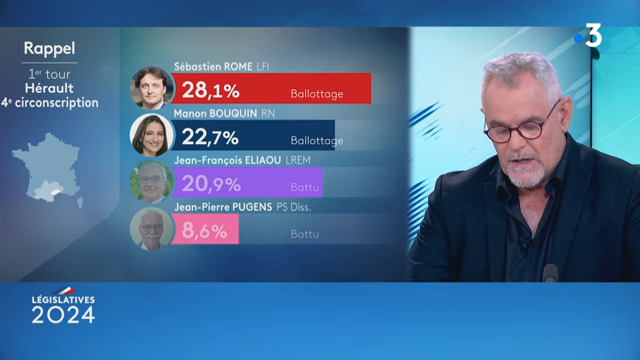 Rappel
1er tour
Hérault
4e circonscription
Sébastien ROME LFI
28,1% Ballottage
Manon BOUQUIN RN
22,7% Ballottage
Jean-François ELIAOU LREM
20,9% Battu
Jean-Pierre PUGENS PS Diss.
8,6% Battu
3
LÉGISLATIVES
2024